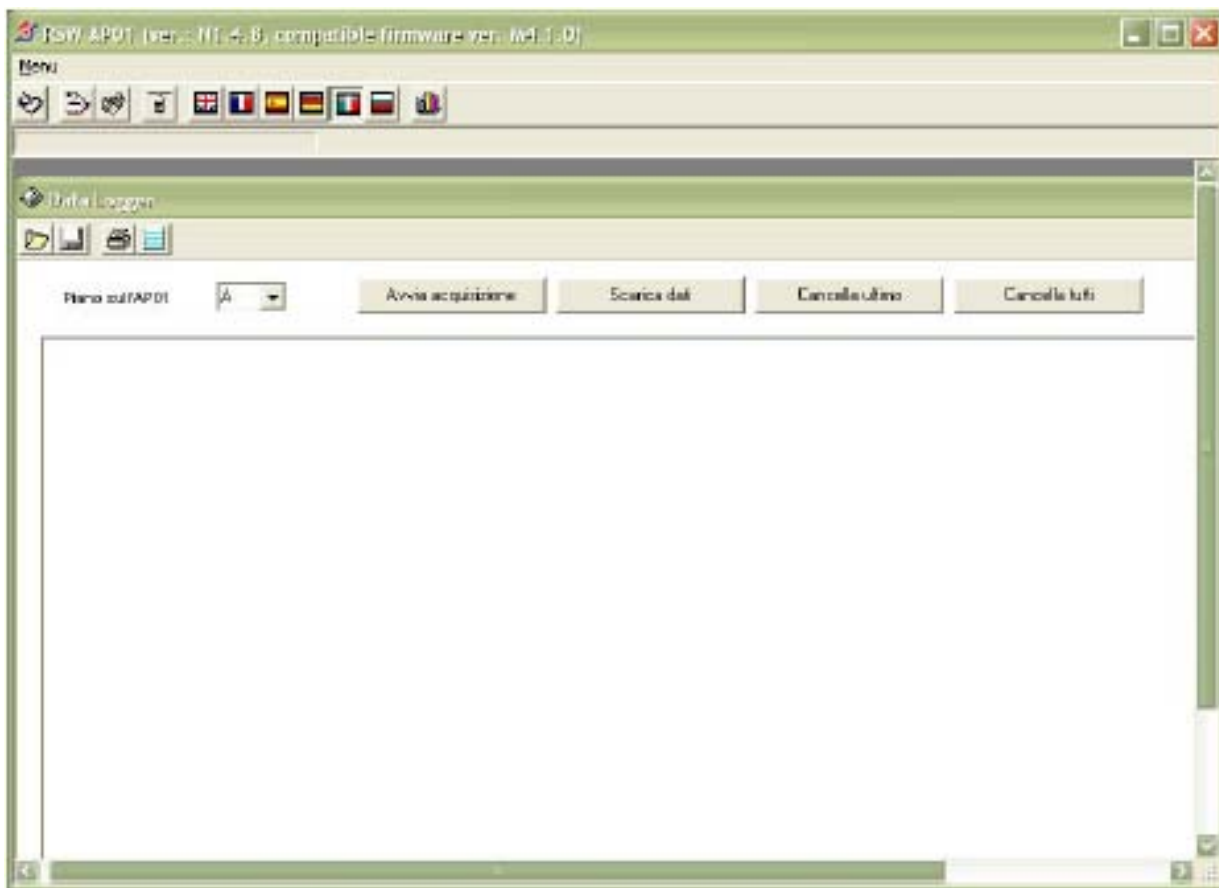 RSW AP01 (ver.: N1.4.8, compatible firmware ver. M4.1.0)
Menu
Data Logger
Piano sull'AP01
A
Avvia acquisizione
Scarica dati
Cancella ultimo
Cancella tutti